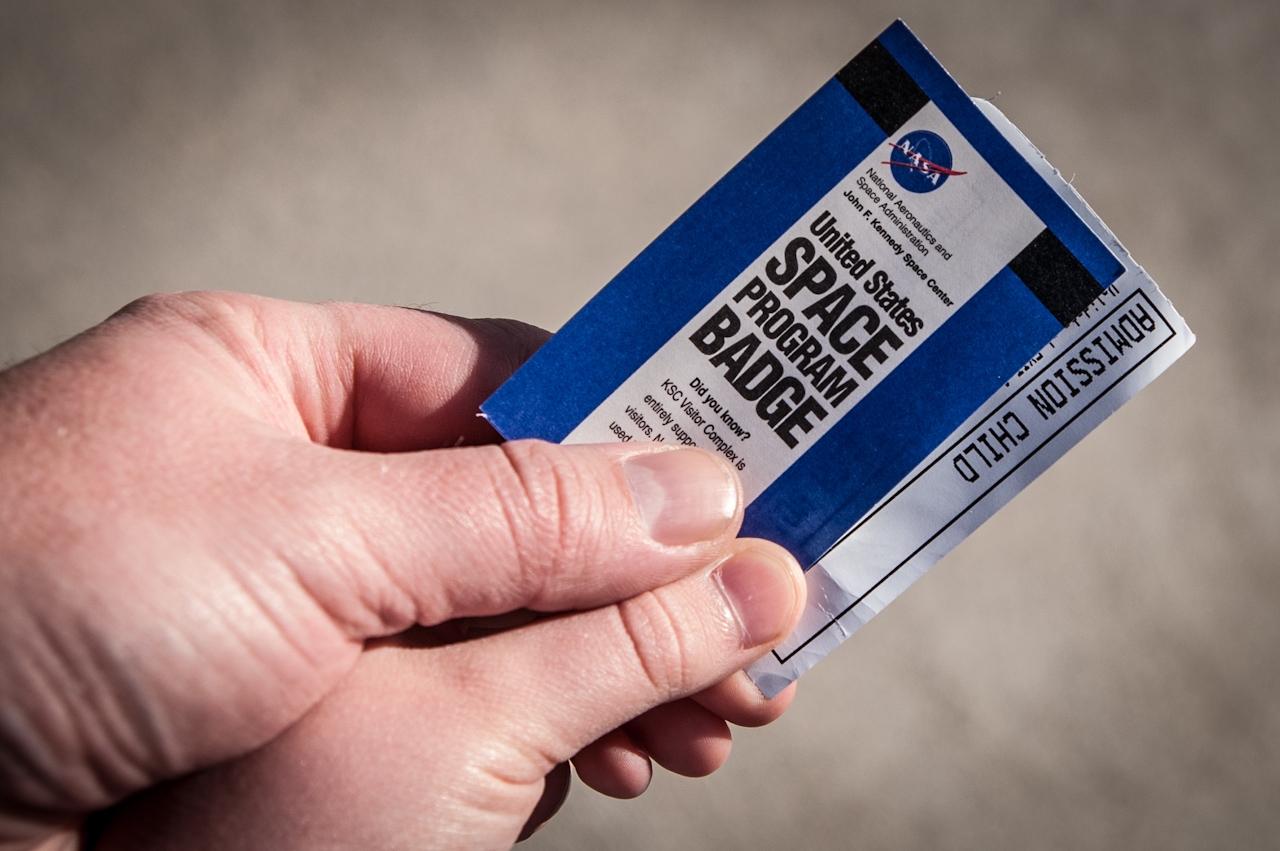 NASA
National Aeronautics and
Space Administration
John F. Kennedy Space Center
United States
SPACE
PROGRAM
BADGE
Did you know?
KSC Visitor Complex is
entirely
visitors.
used
ADMISSION CHILD